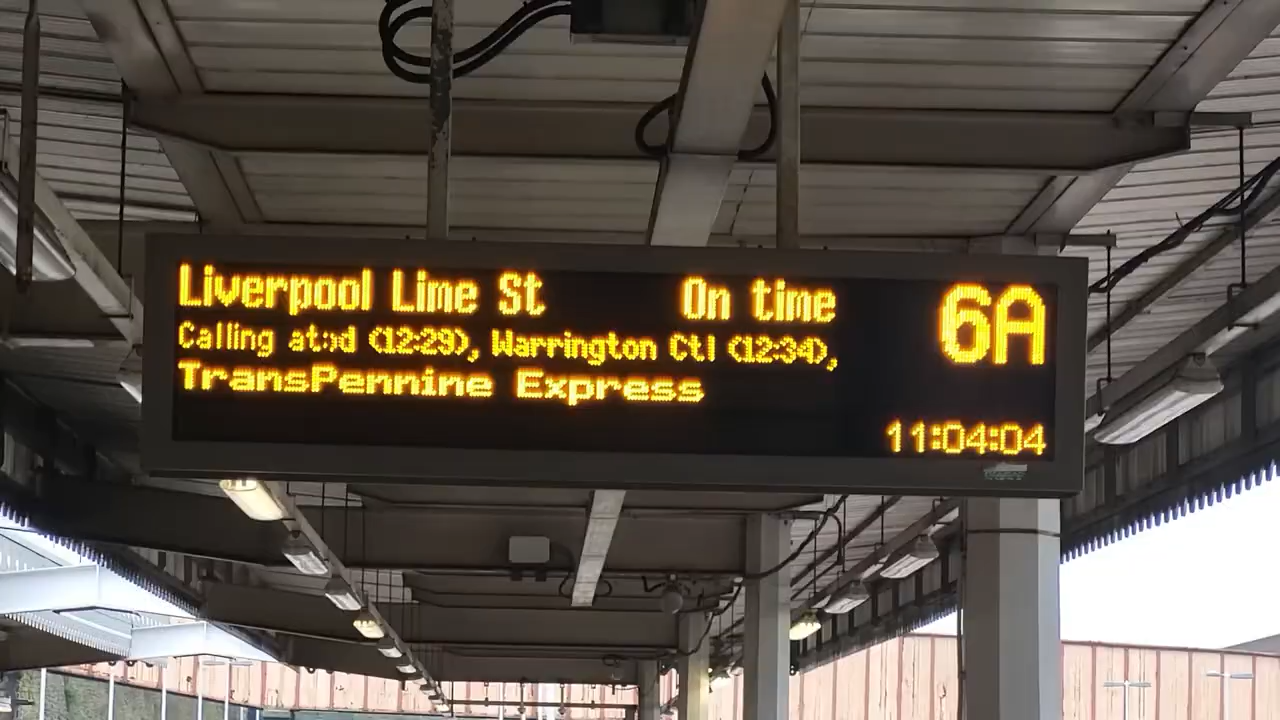 Liverpool Lime St On time 6A
Calling at:d (12:29), Warrington Ctl (12:34),
TransPennine Express
11:04:04